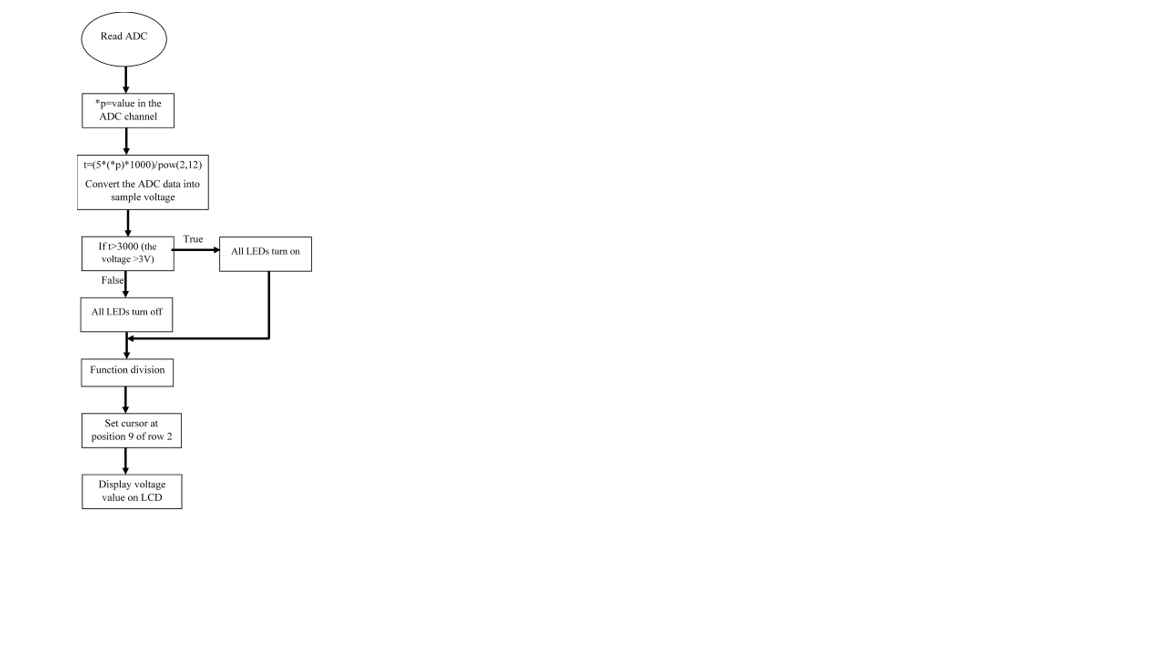 Read ADC
*p=value in the
ADC channel
t=(5*(*p)*1000)/pow(2,12)
Convert the ADC data into
sample voltage
If t>3000 (the
voltage >3V)
True
All LEDs turn on
False
All LEDs turn off
Function division
Set cursor at
position 9 of row 2
Display voltage
value on LCD